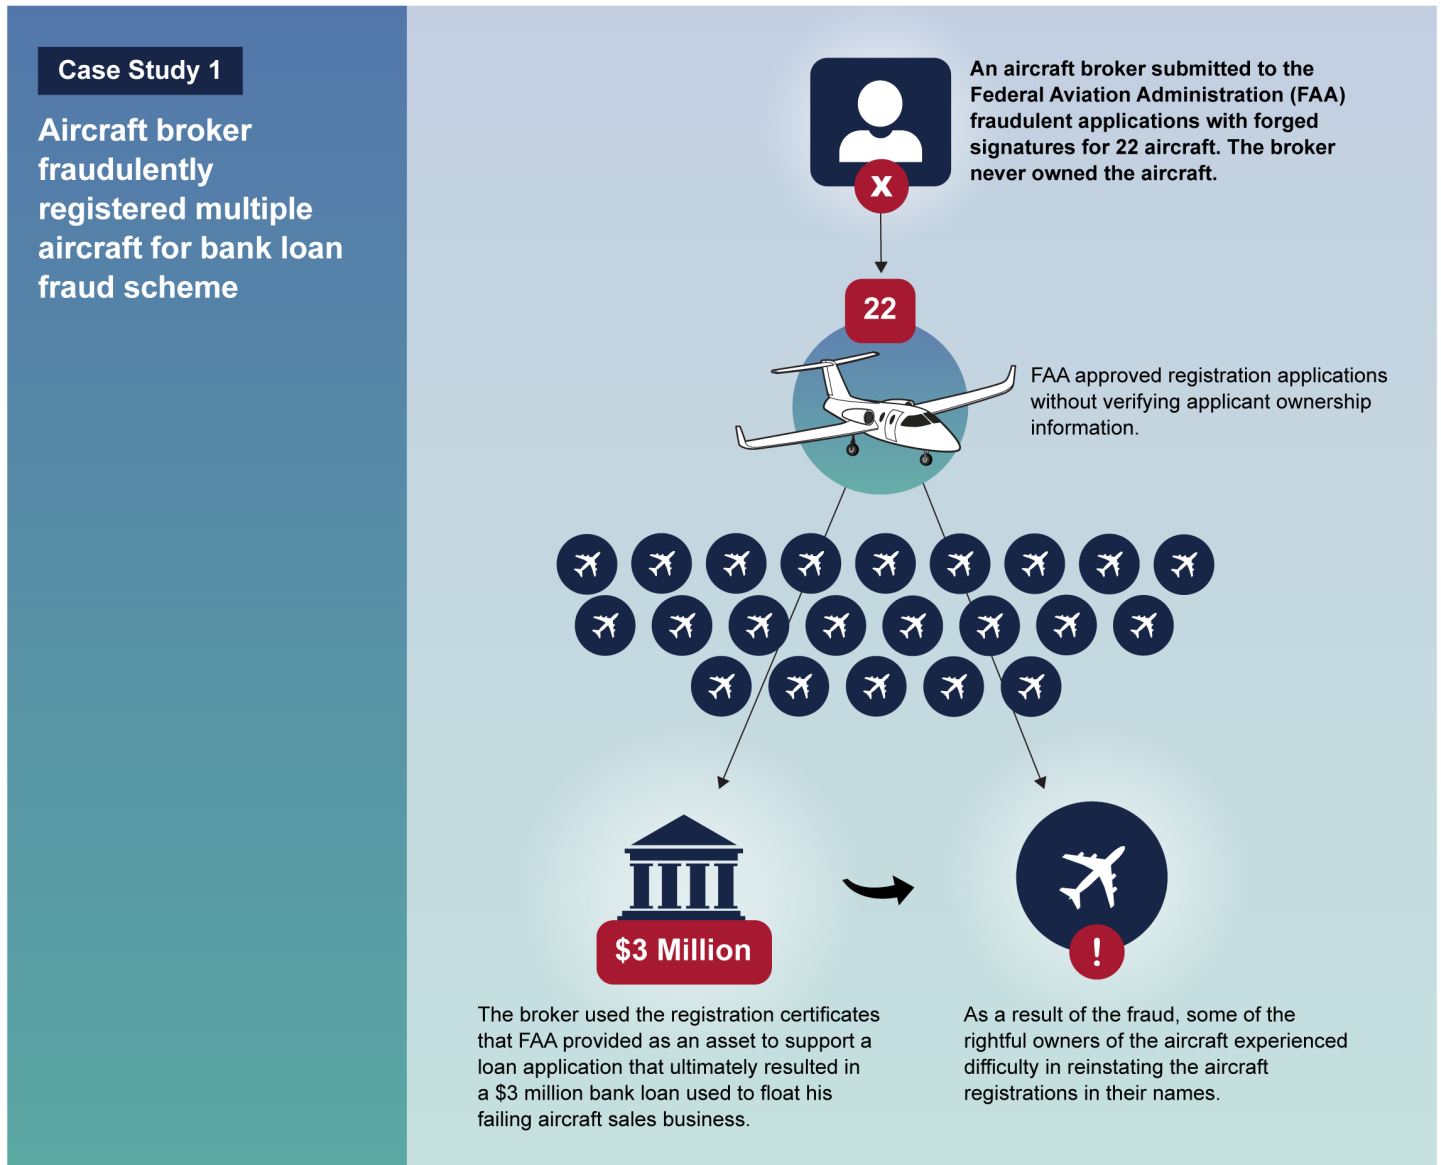 Case Study 1
Aircraft broker
fraudulently
registered multiple
aircraft for bank loan
fraud scheme
An aircraft broker submitted to the
Federal Aviation Administration (FAA)
fraudulent applications with forged
signatures for 22 aircraft. The broker
never owned the aircraft.
X
22
FAA approved registration applications
without verifying applicant ownership
information.
$3 Million
!
The broker used the registration certificates
that FAA provided as an asset to support a
loan application that ultimately resulted in
a $3 million bank loan used to float his
failing aircraft sales business.
As a result of the fraud, some of the
rightful owners of the aircraft experienced
difficulty in reinstating the aircraft
registrations in their names.